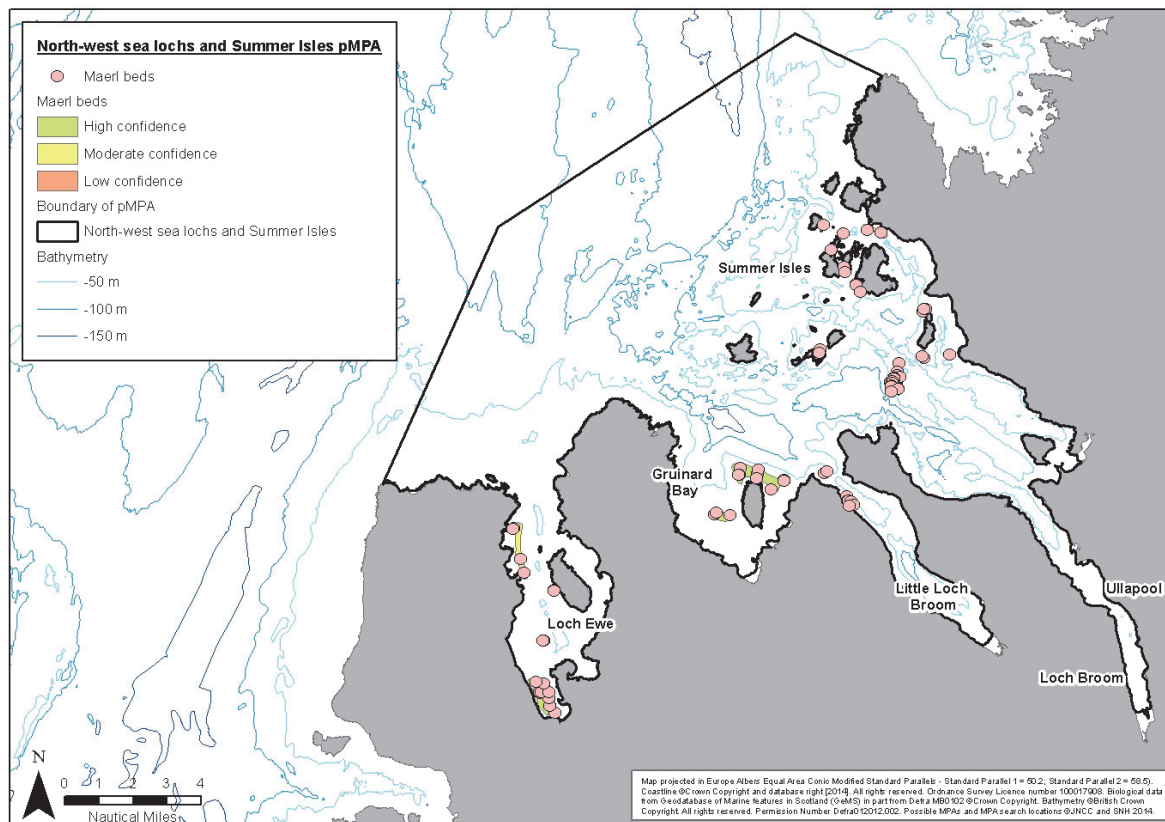 North-west sea lochs and Summer Isles pMPA
Maerl beds
Maerl beds
High confidence
Moderate confidence
Low confidence
Boundary of pMPA
North-west sea lochs and Summer Isles
Bathymetry
-50 m
-100 m
-150 m
Summer Isles
Gruinard
Bay
Loch Ewe
Little Loch
Broom
Ullapool
Loch Broom
N
0 1 2 3 4
Nautical Miles
Map projected in Europe Albers Equal Area Conic Modified Standard Parallels - Standard Parallel 1 = 50.2; Standard Parallel 2 = 58.5).
Coastline ©Crown Copyright and database right [2014]. All rights reserved. Ordnance Survey Licence number 100017908. Biological data
from Geodatabase of Marine features in Scotland (GeMS) in part from Defra MB0102 ©Crown Copyright. Bathymetry ©British Crown
Copyright. All rights reserved. Permission Number Defra012012.002. Possible MPAs and MPA search locations ©JNCC and SNH 2014.